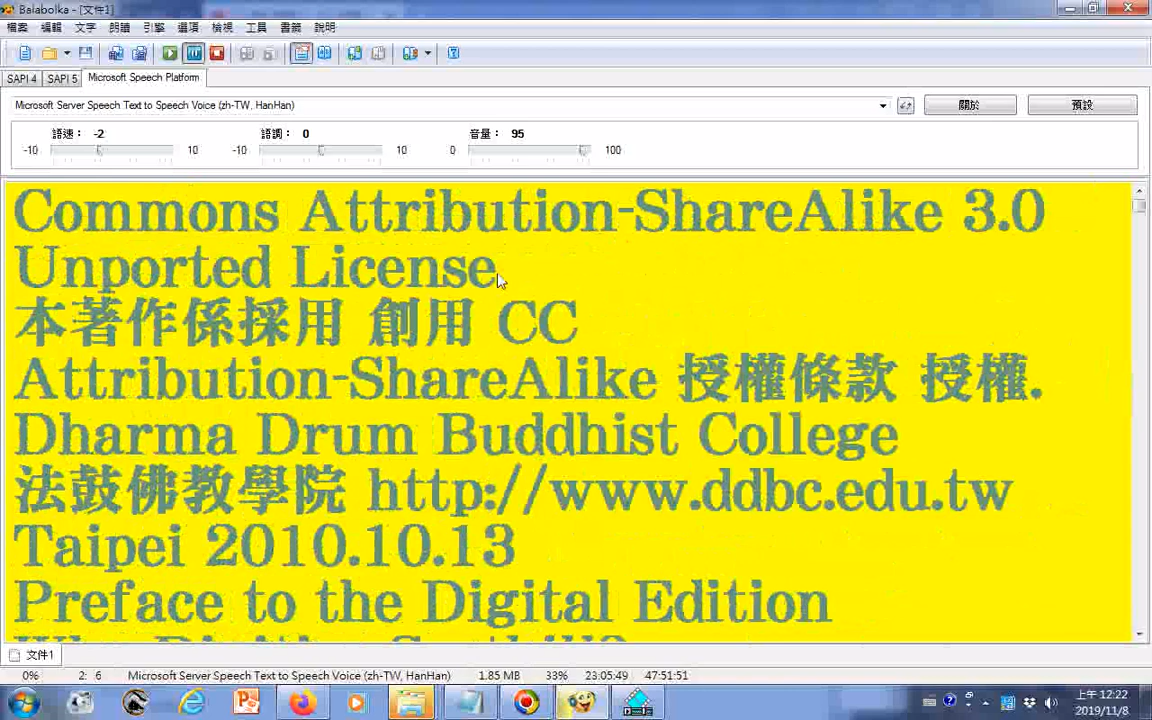 Balabolka - [文件1]
檔案 編輯 文字 朗讀 引擎 選項 檢視 工具 書籤 說明
SAPI 4 SAPI 5 Microsoft Speech Platform
Microsoft Server Speech Text to Speech Voice (zh-TW, HanHan) 關於 預設
語速： -2 語調： 0 音量： 95
-10 10 -10 10 0 100
Commons Attribution-ShareAlike 3.0
Unported License
本著作係採用 創用 CC
Attribution-ShareAlike 授權條款 授權.
Dharma Drum Buddhist College
法鼓佛教學院 http://www.ddbc.edu.tw
Taipei 2010.10.13
Preface to the Digital Edition
文件1
0% 2: 6 Microsoft Server Speech Text to Speech Voice (zh-TW, HanHan) 1.85 MB 33% 23:05:49 47:51:51
上午 12:22
2019/11/8